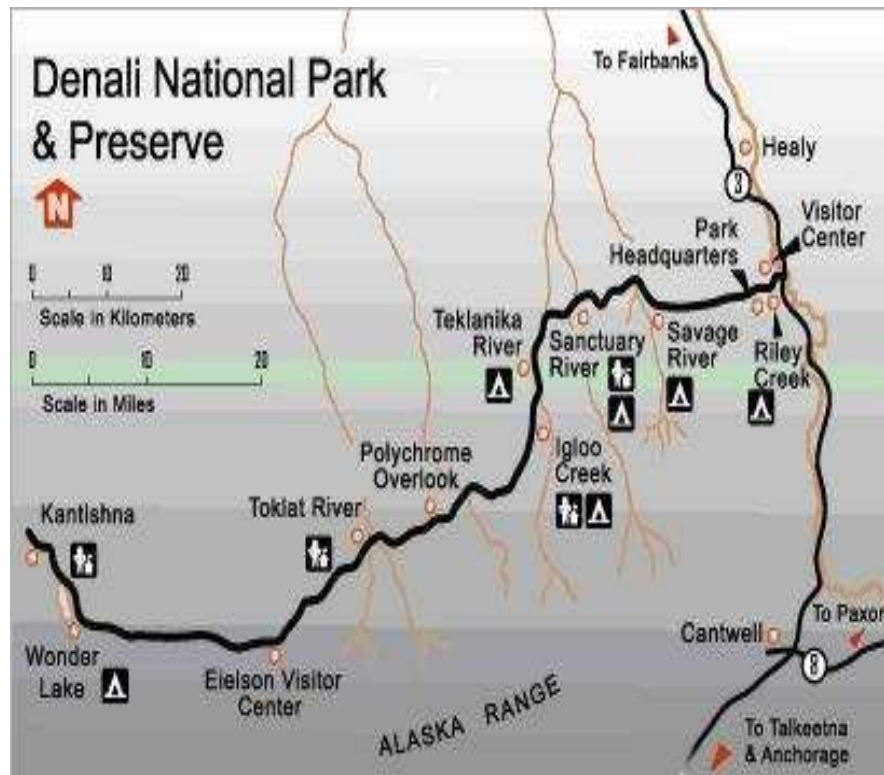 Denali National Park
& Preserve
N
0 10 20
Scale in Kilometers
0 10 20
Scale in Miles
To Fairbanks
Healy
3
Visitor
Center
Park
Headquarters
Teklanika
River
Sanctuary
River
Savage
River
Riley
Creek
Igloo
Creek
Polychrome
Overlook
Toklat River
Kantishna
Wonder
Lake
Eielson Visitor
Center
ALASKA RANGE
Cantwell
To Paxon
8
To Talkeetna
& Anchorage